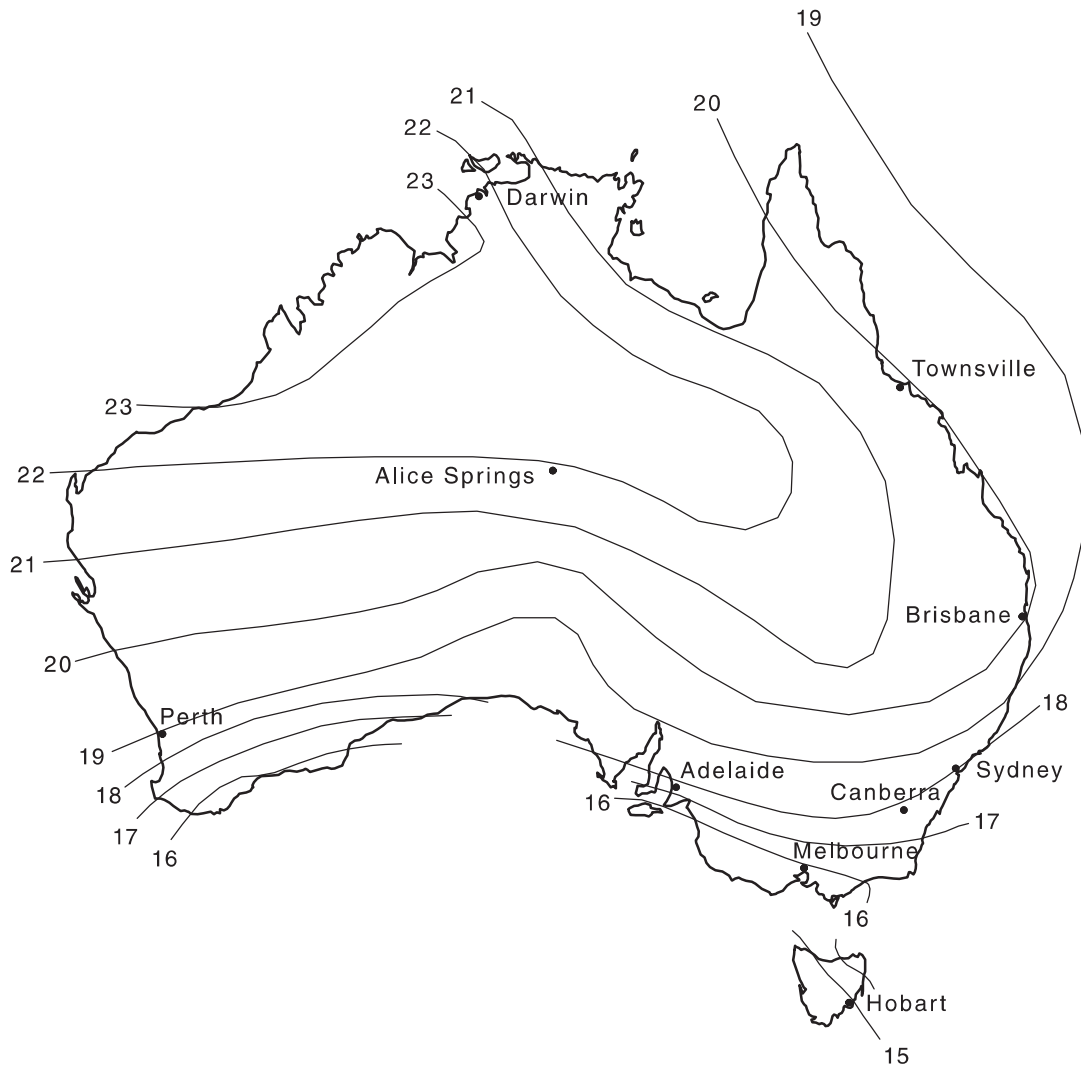 19
21
20
22
23
Darwin
Townsville
23
22
Alice Springs
21
Brisbane
20
18
Perth
19
Adelaide
Sydney
18
Canberra
16
17
17
Melbourne
16
16
Hobart
15